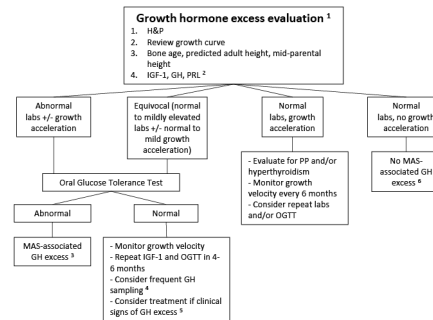 Growth hormone excess evaluation 1
1. H&P
2. Review growth curve
3. Bone age, predicted adult height, mid-parental
height
4. IGF-1, GH, PRL 2
Abnormal
labs +/- growth
acceleration
Equivocal (normal
to mildly elevated
labs +/- normal to
mild growth
acceleration)
Normal
labs, growth
acceleration
Normal
labs, no growth
acceleration
Oral Glucose Tolerance Test
- Evaluate for PP and/or
hyperthyroidism
- Monitor growth
velocity every 6 months
- Consider repeat labs
and/or OGTT
No MAS-
associated GH
excess 6
Abnormal
Normal
MAS-associated
GH excess 3
- Monitor growth velocity
- Repeat IGF-1 and OGTT in 4-
6 months
- Consider frequent GH
sampling 4
- Consider treatment if clinical
signs of GH excess 5